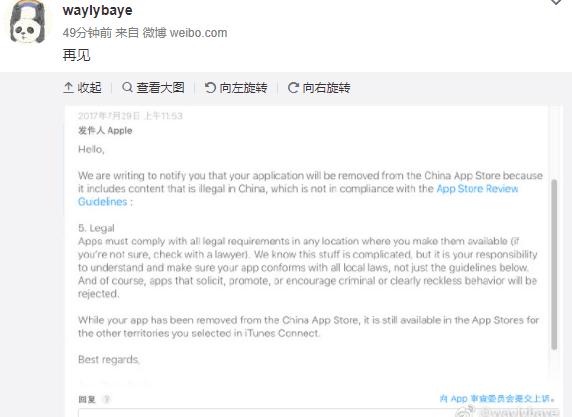 waylybaye
49分钟前 来自 微博 weibo.com
再见
收起 查看大图 向左旋转 向右旋转
2017年7月29日 上午11:53
发件人 Apple
Hello,
We are writing to notify you that your application will be removed from the China App Store because
it includes content that is illegal in China, which is not in compliance with the App Store Review
Guidelines :
5. Legal
Apps must comply with all legal requirements in any location where you make them available (if
you're not sure, check with a lawyer). We know this stuff is complicated, but it is your responsibility
to understand and make sure your app conforms with all local laws, not just the guidelines below.
And of course, apps that solicit, promote, or encourage criminal or clearly reckless behavior will be
rejected.
While your app has been removed from the China App Store, it is still available in the App Stores for
the other territories you selected in iTunes Connect.
Best regards,
回复 ?
向 App 审查委员会提交上诉。
@waylybaye